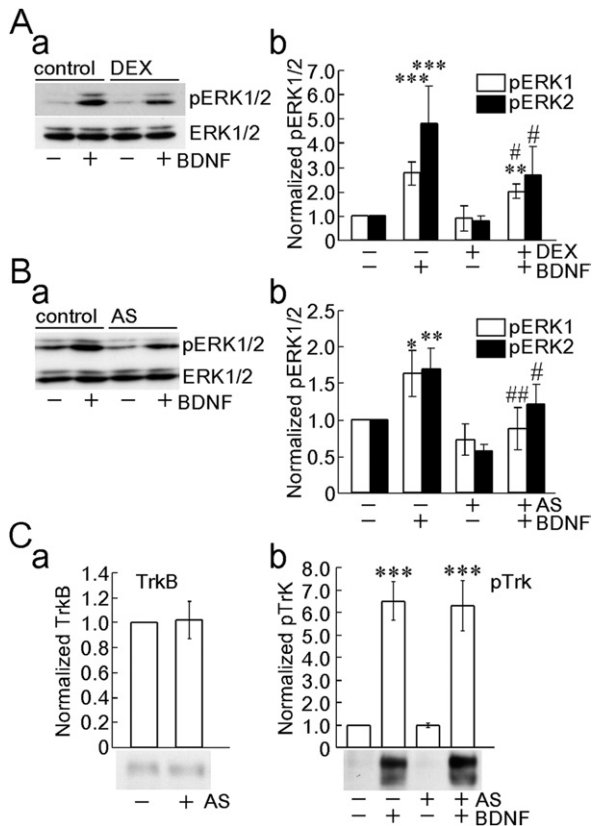 A
a
control DEX
pERK1/2
ERK1/2
− + − + BDNF
b
Normalized pERK1/2
7.0
6.0
5.0
4.0
3.0
2.0
1.0
0
pERK1
pERK2
***
***
#
#
**
− − + + DEX
− + − + BDNF
B
a
control AS
pERK1/2
ERK1/2
− + − + BDNF
b
Normalized pERK1/2
2.5
2.0
1.5
1.0
0.5
0
pERK1
pERK2
* **
#
##
− − + + AS
− + − + BDNF
C
a
TrkB
Normalized TrkB
1.4
1.2
1.0
0.8
0.6
0.4
0.2
0
− + AS
b
pTrk
Normalized pTrK
8.0
7.0
6.0
5.0
4.0
3.0
2.0
1.0
0
*** ***
− − + + AS
− + − + BDNF